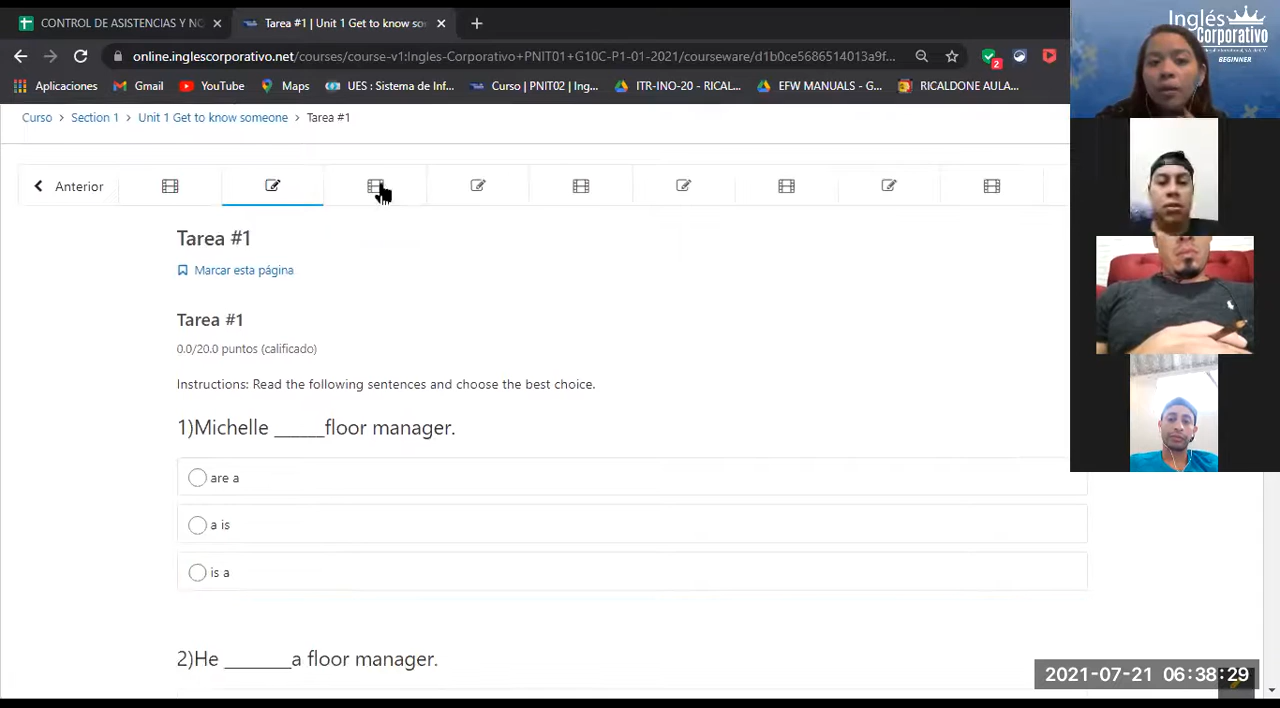 CONTROL DE ASISTENCIAS Y NO
Tarea #1 | Unit 1 Get to know so
online.inglescorporativo.net/courses/course-v1:Ingles-Corporativo+PNIT01+G10C-P1-01-2021/courseware/d1b0be5686514013a9f...
2
Aplicaciones
Gmail
YouTube
Maps
UES : Sistema de Inf...
Curso | PNIT02 | Ing...
ITR-INO-20 - RICAL...
EFW MANUALS - G...
RICALDONE AULA...
Inglés
Corporativo
BEGINNER
Curso > Section 1 > Unit 1 Get to know someone > Tarea #1
Anterior
Tarea #1
Marcar esta página
Tarea #1
0.0/20.0 puntos (calificado)
Instructions: Read the following sentences and choose the best choice.
1)Michelle ______floor manager.
are a
a is
is a
2)He ________a floor manager.
2021-07-21 06:38:29